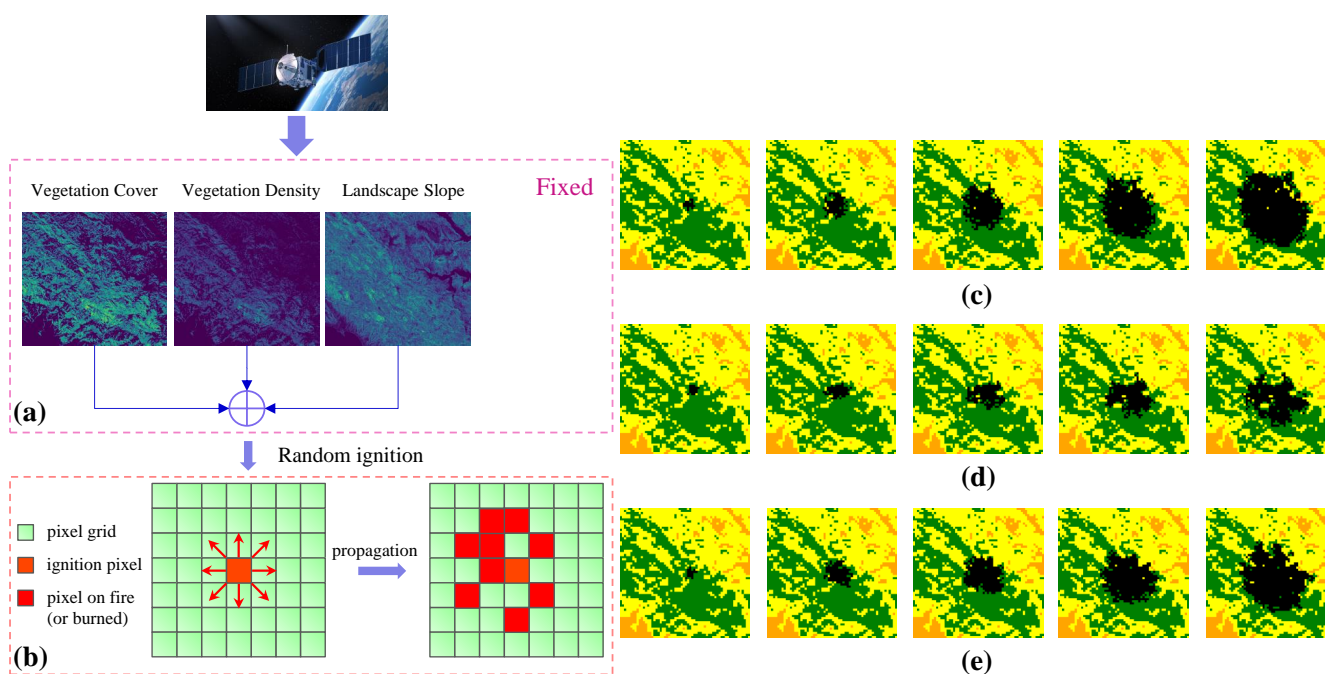 Fixed
Vegetation Cover
Vegetation Density
Landscape Slope
(a)
Random ignition
pixel grid
ignition pixel
pixel on fire
(or burned)
propagation
(b)
(c)
(d)
(e)